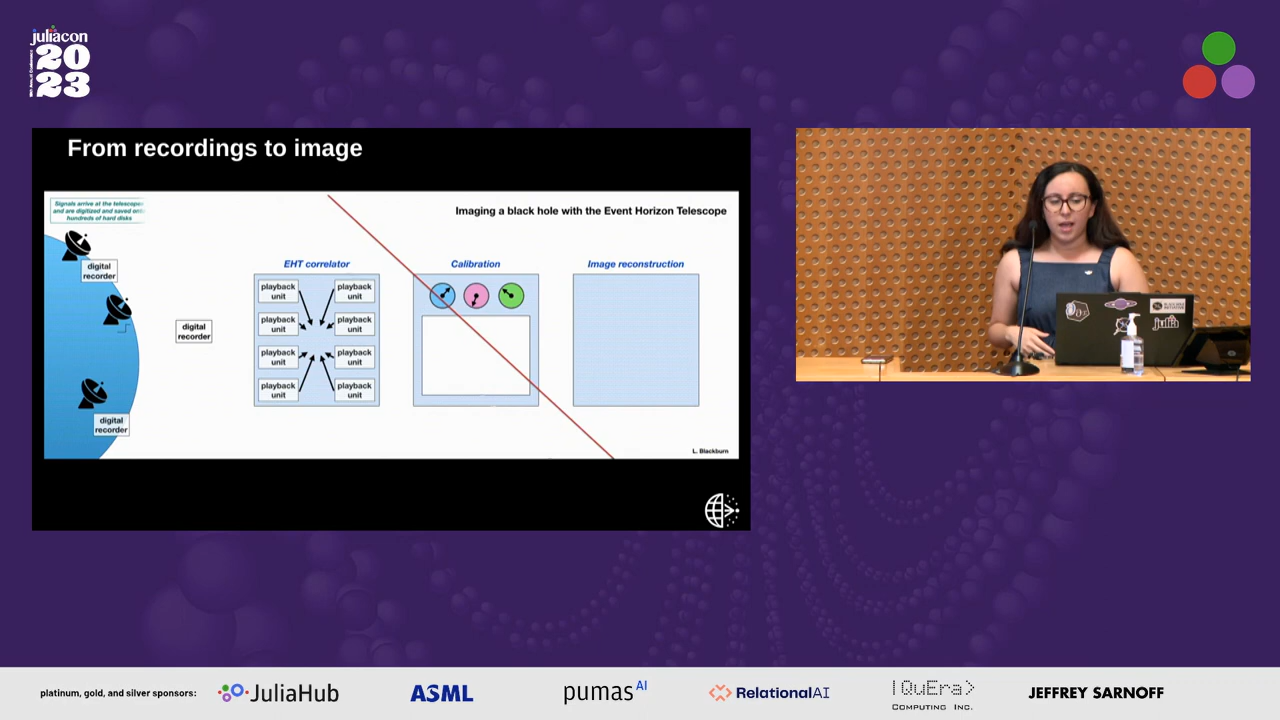 juliacon
20
23
From recordings to image
Signals arrive at the telescopes
and are digitized and saved onto
hundreds of hard disks
Imaging a black hole with the Event Horizon Telescope
digital
recorder
digital
recorder
digital
recorder
EHT correlator
playback
unit
playback
unit
playback
unit
playback
unit
playback
unit
playback
unit
playback
unit
playback
unit
Calibration
Image reconstruction
L. Blackburn
julia
platinum, gold, and silver sponsors:
JuliaHub
ASML
pumas AI
RelationalAI
|QuEra>
COMPUTING INC.
JEFFREY SARNOFF